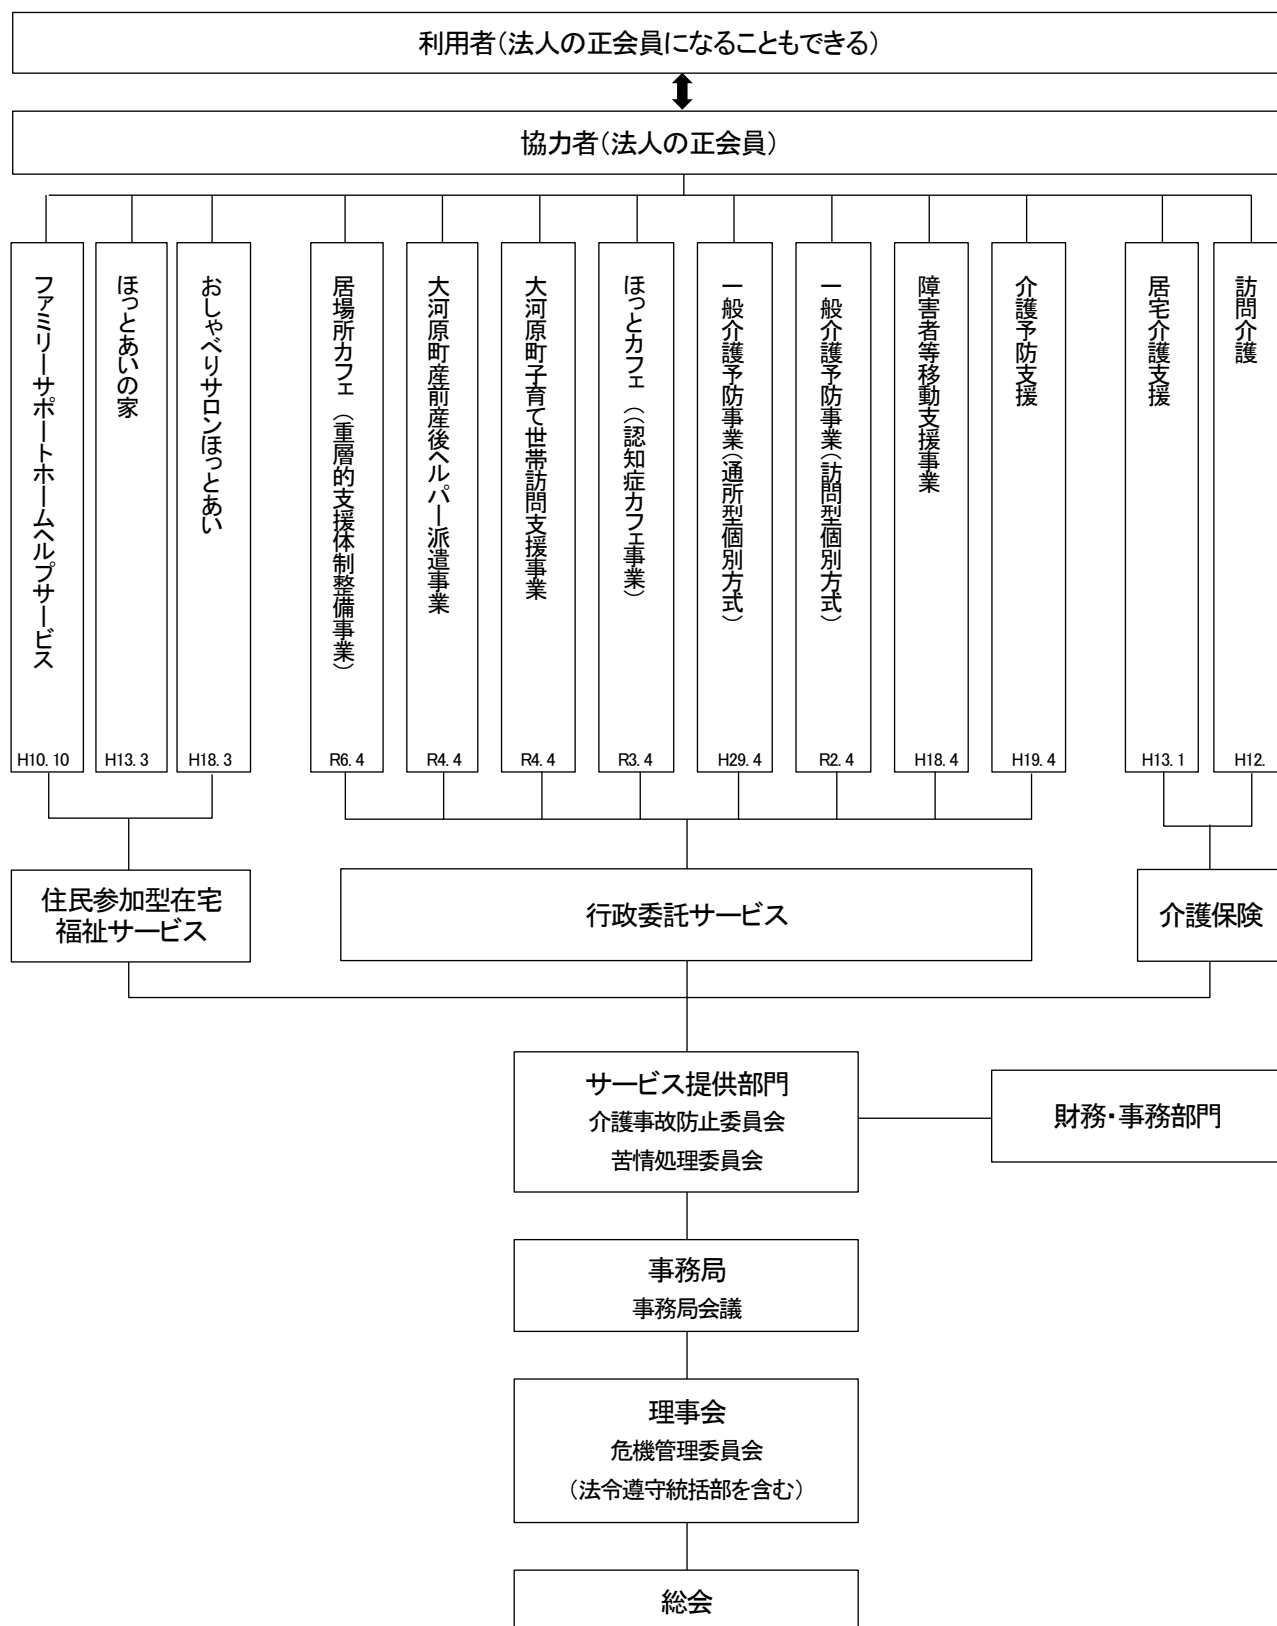 利用者(法人の正会員になることもできる)
協力者(法人の正会員)
ファミリーサポートホームヘルプサービス
H10.10
ほっとあいの家
H13.3
おしゃべりサロンほっとあい
H18.3
居場所カフェ(重層的支援体制整備事業)
R6.4
大河原町産前産後ヘルパー派遣事業
R4.4
大河原町子育て世帯訪問支援事業
R4.4
ほっとカフェ((認知症カフェ事業)
R3.4
一般介護予防事業(通所型個別方式)
H29.4
一般介護予防事業(訪問型個別方式)
R2.4
障害者等移動支援事業
H18.4
介護予防支援
H19.4
居宅介護支援
H13.1
訪問介護
H12.
住民参加型在宅
福祉サービス
行政委託サービス
介護保険
サービス提供部門
介護事故防止委員会
苦情処理委員会
財務・事務部門
事務局
事務局会議
理事会
危機管理委員会
(法令遵守統括部を含む)
総会